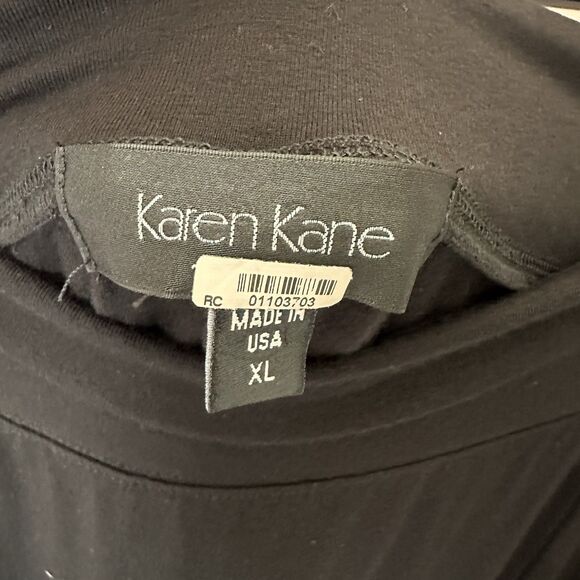 Karen Kane
RC 01103703
MADE IN
USA
XL